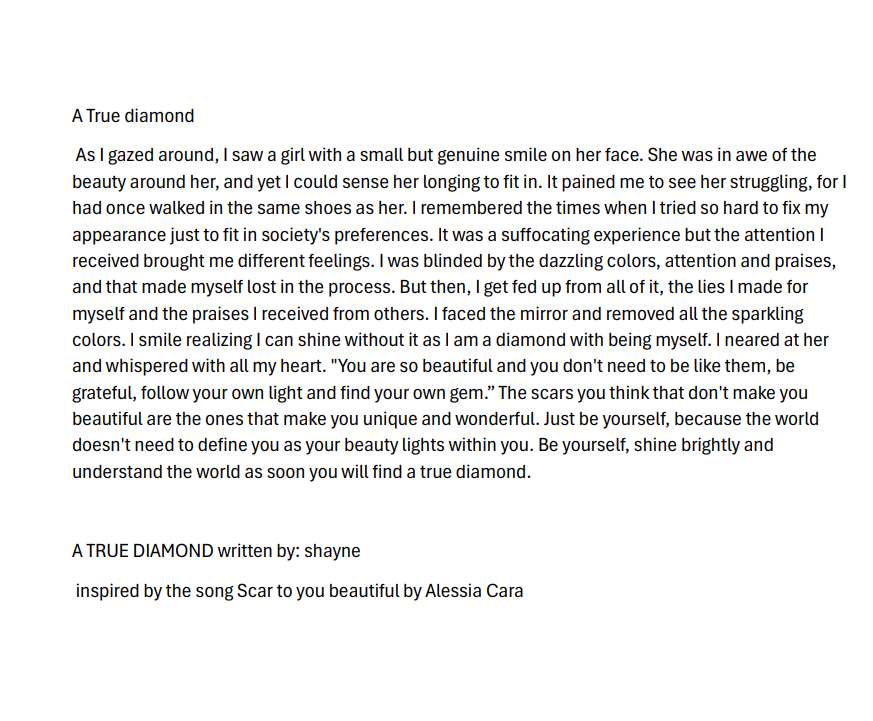 A True diamond
As I gazed around, I saw a girl with a small but genuine smile on her face. She was in awe of the
beauty around her, and yet I could sense her longing to fit in. It pained me to see her struggling, for I
had once walked in the same shoes as her. I remembered the times when I tried so hard to fix my
appearance just to fit in society's preferences. It was a suffocating experience but the attention I
received brought me different feelings. I was blinded by the dazzling colors, attention and praises,
and that made myself lost in the process. But then, I get fed up from all of it, the lies I made for
myself and the praises I received from others. I faced the mirror and removed all the sparkling
colors. I smile realizing I can shine without it as I am a diamond with being myself. I neared at her
and whispered with all my heart. "You are so beautiful and you don't need to be like them, be
grateful, follow your own light and find your own gem.” The scars you think that don't make you
beautiful are the ones that make you unique and wonderful. Just be yourself, because the world
doesn't need to define you as your beauty lights within you. Be yourself, shine brightly and
understand the world as soon you will find a true diamond.
A TRUE DIAMOND written by: shayne
inspired by the song Scar to you beautiful by Alessia Cara